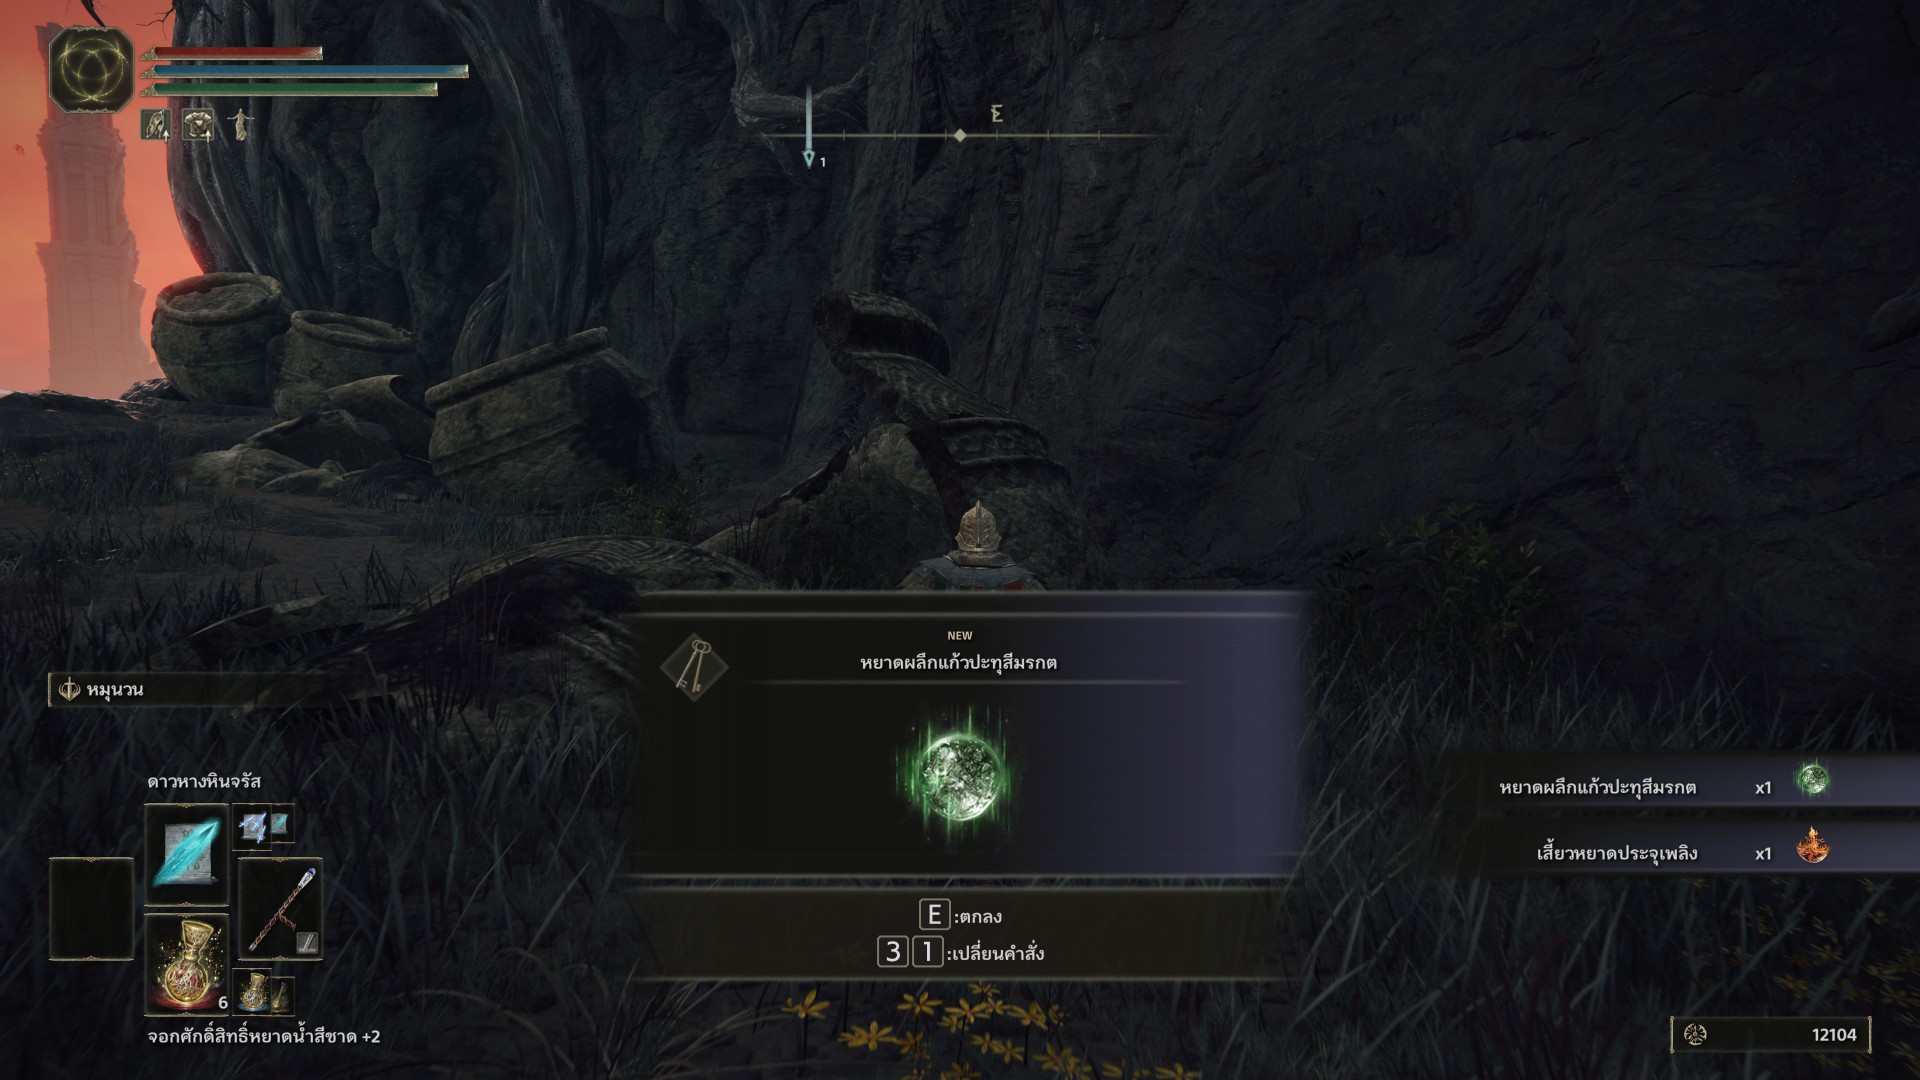 E
1
NEW
หยาดผลึกแก้วปะทุสีมรกต
หมุนวน
ดาวหางหินจรัส
6
จอกศักดิ์สิทธิ์หยาดน้ำสีชาด +2
E :ตกลง
3 1 :เปลี่ยนคำสั่ง
หยาดผลึกแก้วปะทุสีมรกต x1
เสี้ยวหยาดประจุเพลิง x1
12104